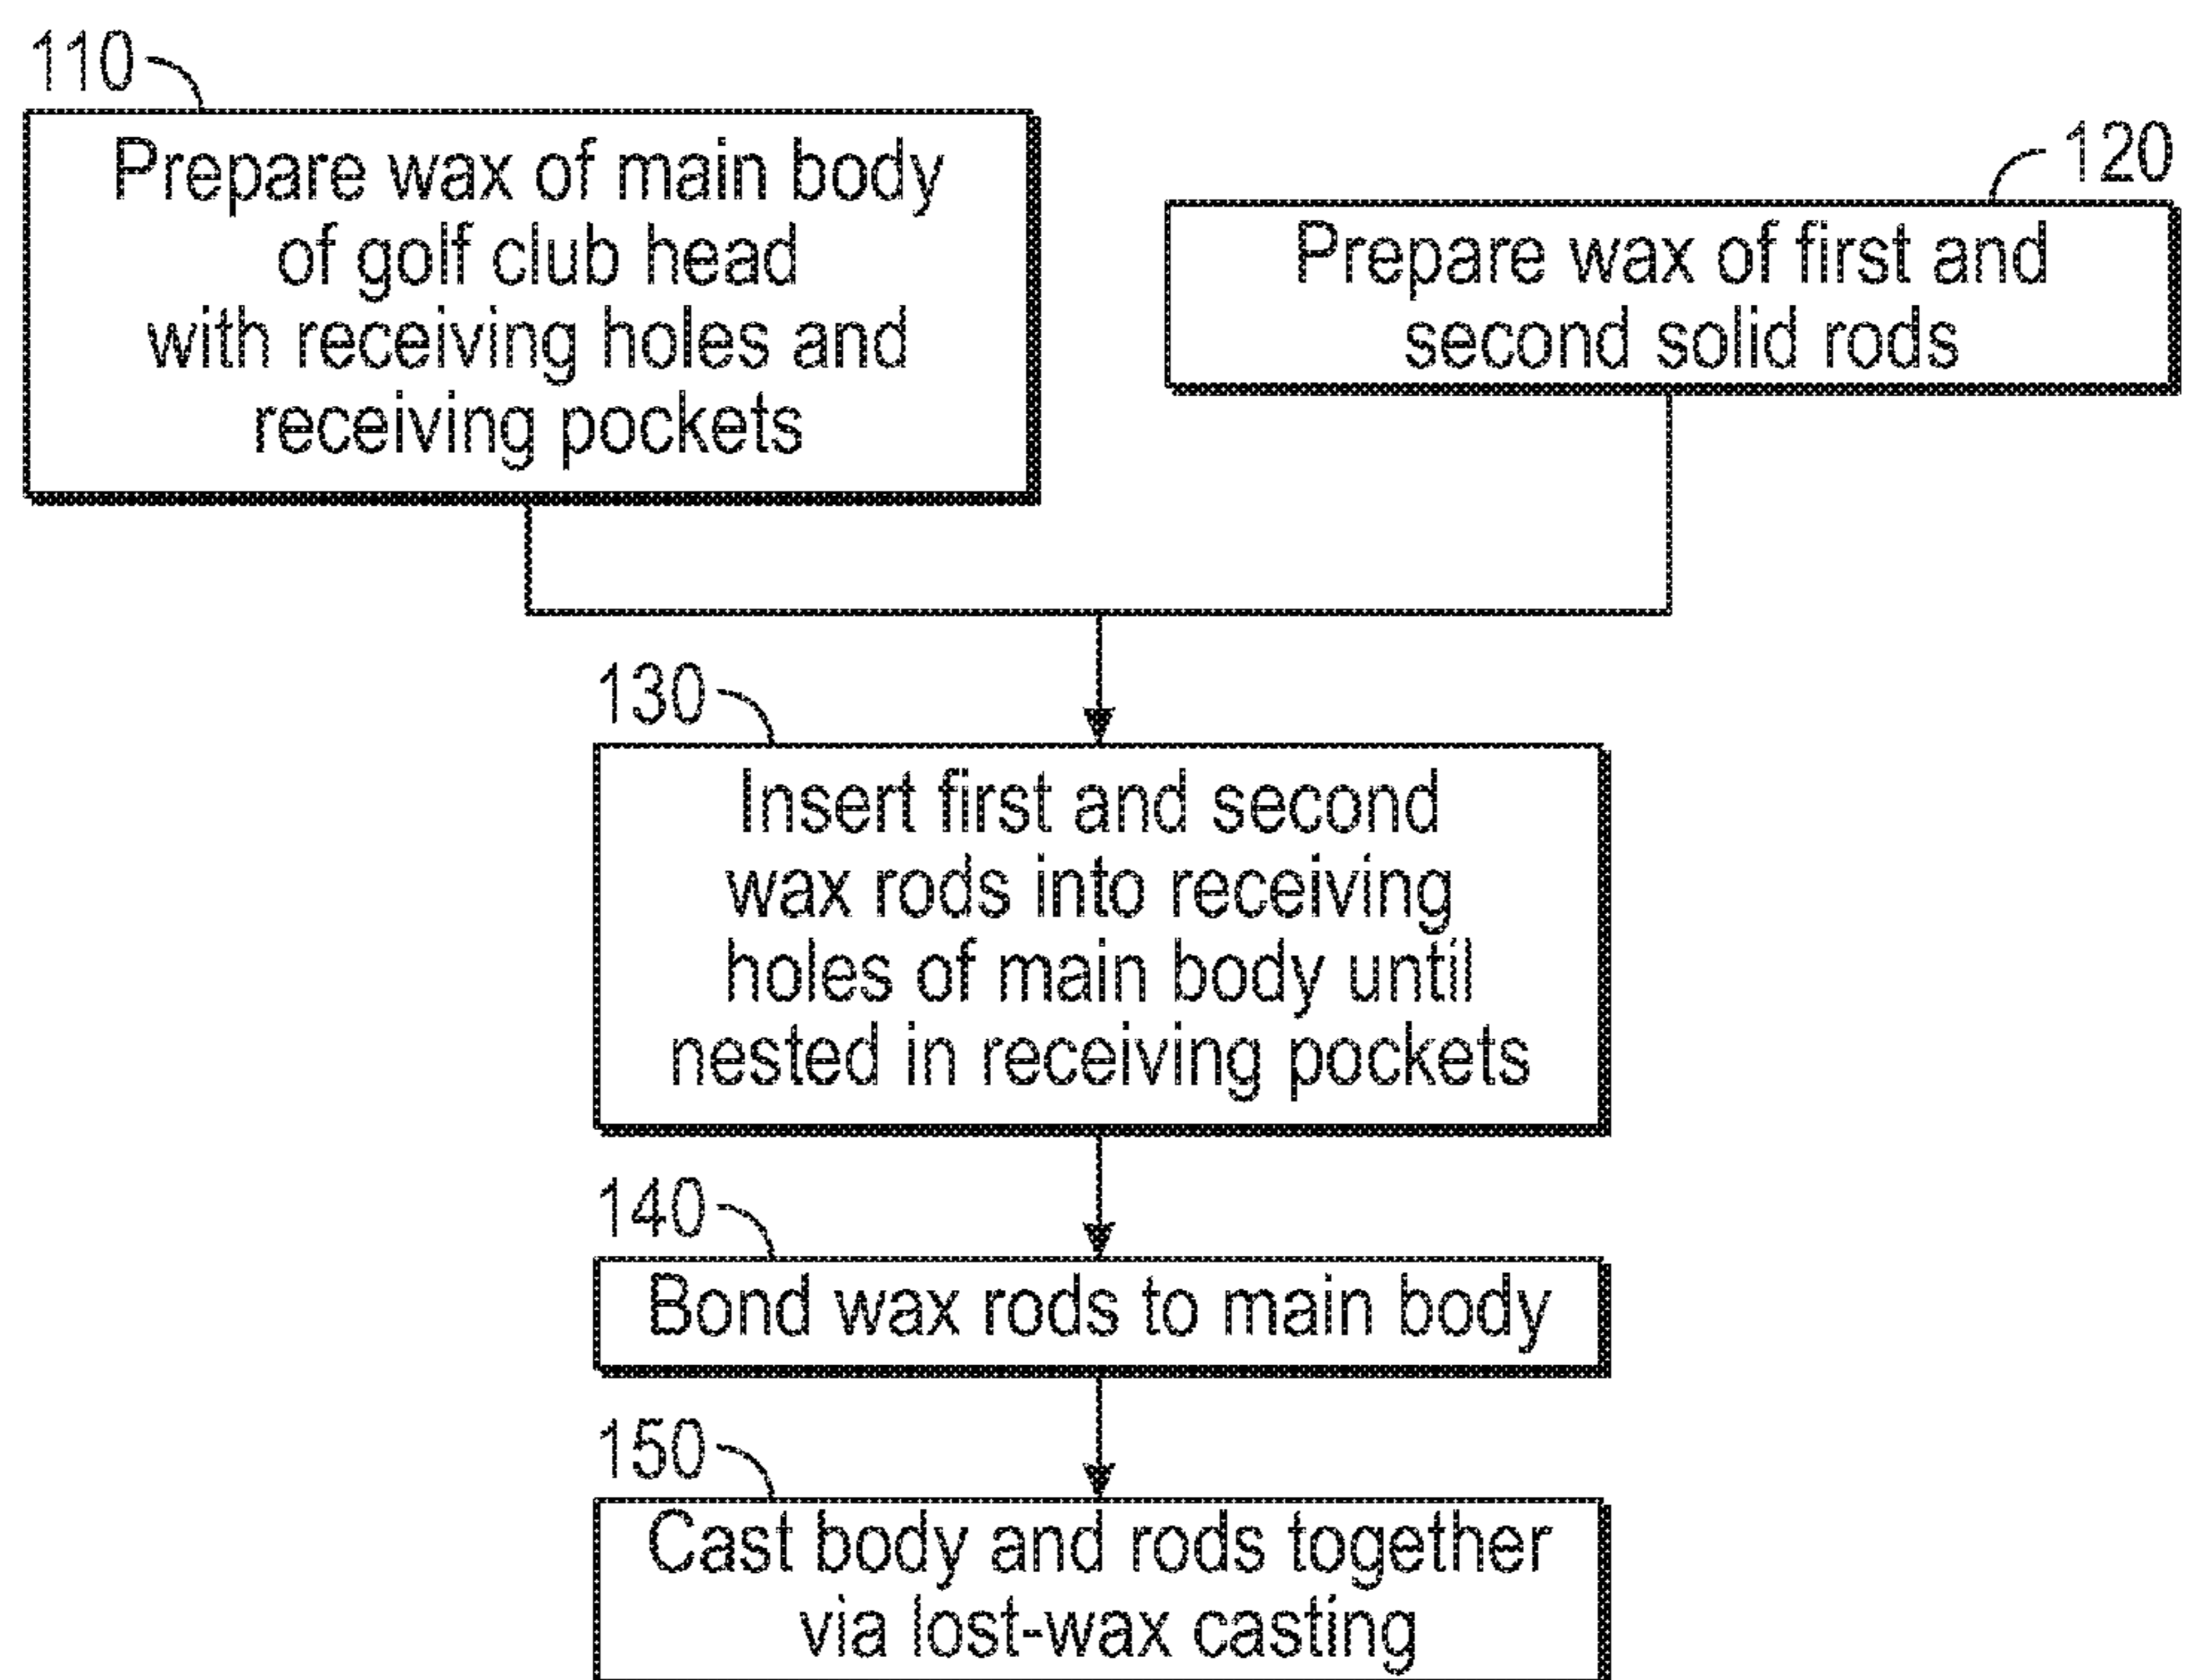 110
Prepare wax of main body
of golf club head
with receiving holes and
receiving pockets
120
Prepare wax of first and
second solid rods
130
Insert first and second
wax rods into receiving
holes of main body until
nested in receiving pockets
140
Bond wax rods to main body
150
Cast body and rods together
via lost-wax casting